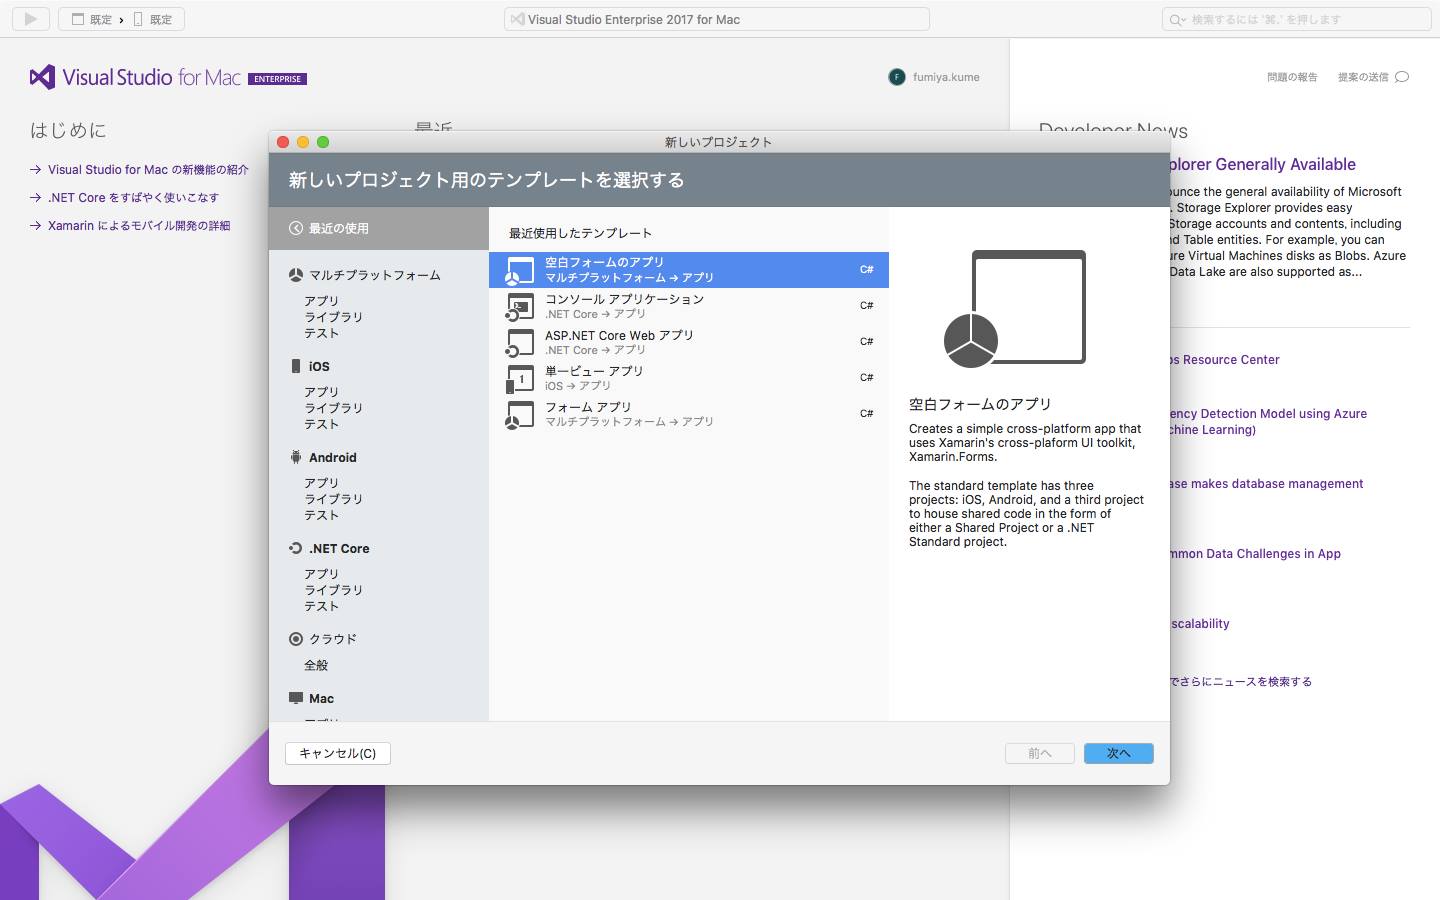 既定 › 既定
Visual Studio Enterprise 2017 for Mac
検索するには '⌘.' を押します
Visual Studio for Mac ENTERPRISE
F fumiya.kume
問題の報告 提案の送信
はじめに
最近
→ Visual Studio for Mac の新機能の紹介
→ .NET Core をすばやく使いこなす
→ Xamarin によるモバイル開発の詳細
新しいプロジェクト
新しいプロジェクト用のテンプレートを選択する
最近の使用
マルチプラットフォーム
アプリ
ライブラリ
テスト
iOS
アプリ
ライブラリ
テスト
Android
アプリ
ライブラリ
テスト
.NET Core
アプリ
ライブラリ
テスト
クラウド
全般
Mac
最近使用したテンプレート
空白フォームのアプリ
マルチプラットフォーム → アプリ
C#
コンソール アプリケーション
.NET Core → アプリ
C#
ASP.NET Core Web アプリ
.NET Core → アプリ
C#
単一ビュー アプリ
iOS → アプリ
C#
フォーム アプリ
マルチプラットフォーム → アプリ
C#
空白フォームのアプリ
Creates a simple cross-platform app that
uses Xamarin's cross-plaform UI toolkit,
Xamarin.Forms.
The standard template has three
projects: iOS, Android, and a third project
to house shared code in the form of
either a Shared Project or a .NET
Standard project.
キャンセル(C)
前へ
次へ
Developer News
plorer Generally Available
unce the general availability of Microsoft
. Storage Explorer provides easy
Storage accounts and contents, including
d Table entities. For example, you can
ure Virtual Machines disks as Blobs. Azure
Data Lake are also supported as...
s Resource Center
ency Detection Model using Azure
chine Learning)
ase makes database management
mmon Data Challenges in App
scalability
でさらにニュースを検索する